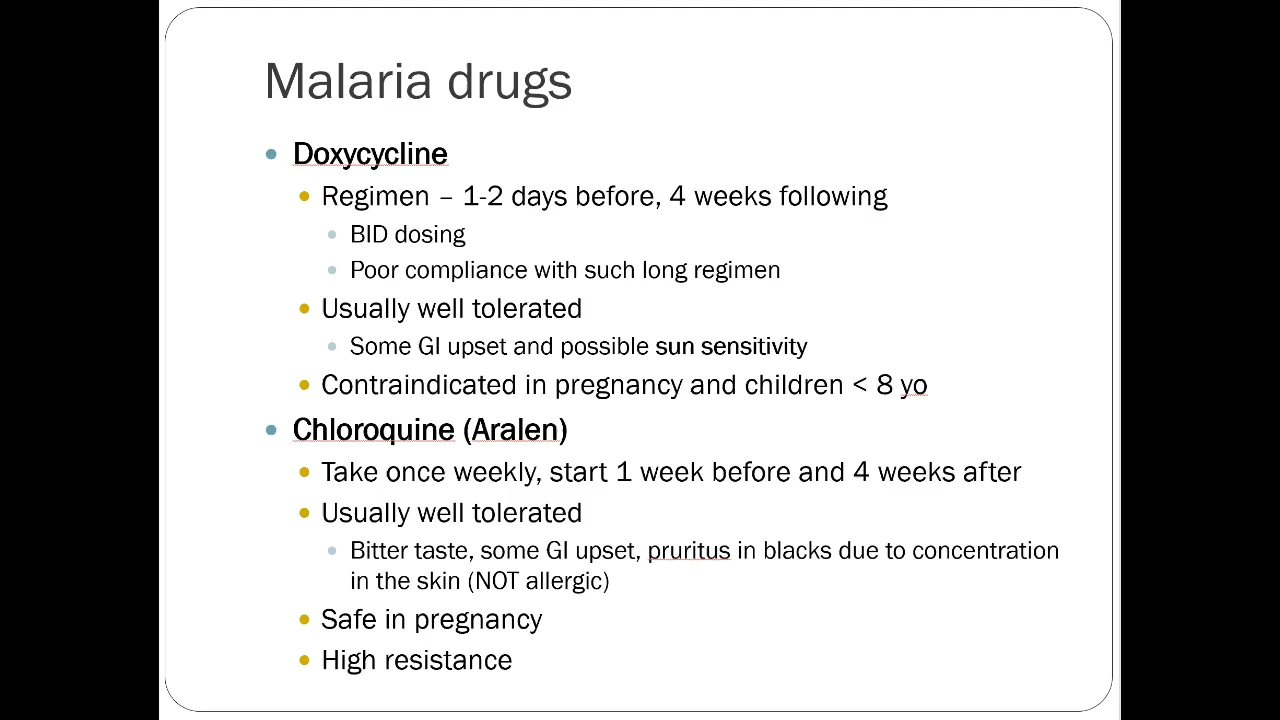 Malaria drugs
Doxycycline
Regimen – 1-2 days before, 4 weeks following
BID dosing
Poor compliance with such long regimen
Usually well tolerated
Some GI upset and possible sun sensitivity
Contraindicated in pregnancy and children < 8 yo
Chloroquine (Aralen)
Take once weekly, start 1 week before and 4 weeks after
Usually well tolerated
Bitter taste, some GI upset, pruritus in blacks due to concentration
in the skin (NOT allergic)
Safe in pregnancy
High resistance